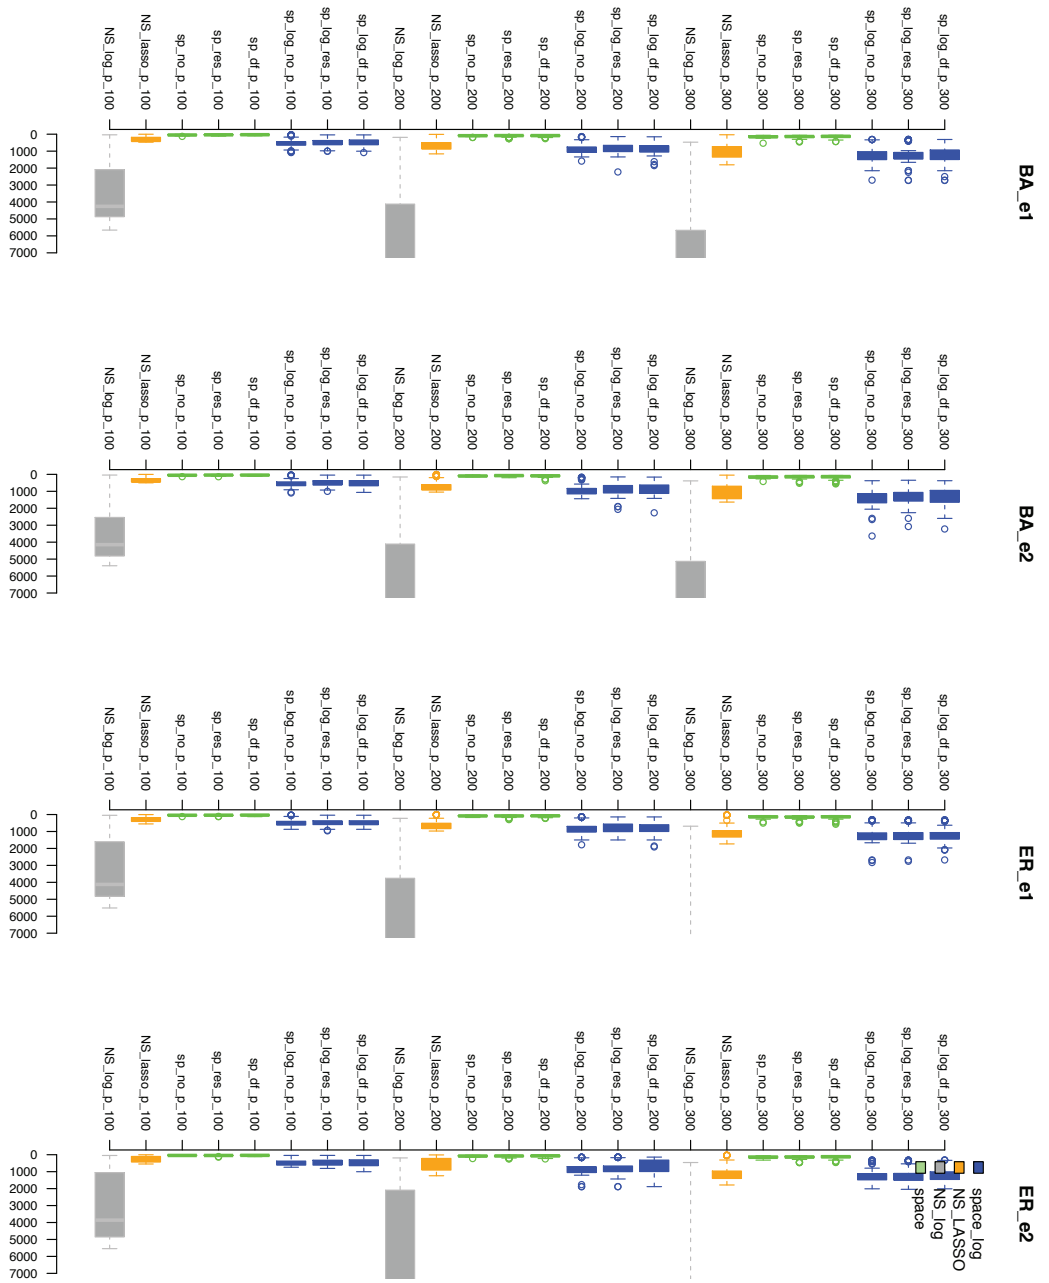 BA_e1
NS_log_p_100
NS_lasso_p_100
sp_no_p_100
sp_res_p_100
sp_df_p_100
sp_log_no_p_100
sp_log_res_p_100
sp_log_df_p_100
NS_log_p_200
NS_lasso_p_200
sp_no_p_200
sp_res_p_200
sp_df_p_200
sp_log_no_p_200
sp_log_res_p_200
sp_log_df_p_200
NS_log_p_300
NS_lasso_p_300
sp_no_p_300
sp_res_p_300
sp_df_p_300
sp_log_no_p_300
sp_log_res_p_300
sp_log_df_p_300
0
1000
2000
3000
4000
5000
6000
7000
BA_e2
NS_log_p_100
NS_lasso_p_100
sp_no_p_100
sp_res_p_100
sp_df_p_100
sp_log_no_p_100
sp_log_res_p_100
sp_log_df_p_100
NS_log_p_200
NS_lasso_p_200
sp_no_p_200
sp_res_p_200
sp_df_p_200
sp_log_no_p_200
sp_log_res_p_200
sp_log_df_p_200
NS_log_p_300
NS_lasso_p_300
sp_no_p_300
sp_res_p_300
sp_df_p_300
sp_log_no_p_300
sp_log_res_p_300
sp_log_df_p_300
0
1000
2000
3000
4000
5000
6000
7000
ER_e1
NS_log_p_100
NS_lasso_p_100
sp_no_p_100
sp_res_p_100
sp_df_p_100
sp_log_no_p_100
sp_log_res_p_100
sp_log_df_p_100
NS_log_p_200
NS_lasso_p_200
sp_no_p_200
sp_res_p_200
sp_df_p_200
sp_log_no_p_200
sp_log_res_p_200
sp_log_df_p_200
NS_log_p_300
NS_lasso_p_300
sp_no_p_300
sp_res_p_300
sp_df_p_300
sp_log_no_p_300
sp_log_res_p_300
sp_log_df_p_300
0
1000
2000
3000
4000
5000
6000
7000
ER_e2
NS_log_p_100
NS_lasso_p_100
sp_no_p_100
sp_res_p_100
sp_df_p_100
sp_log_no_p_100
sp_log_res_p_100
sp_log_df_p_100
NS_log_p_200
NS_lasso_p_200
sp_no_p_200
sp_res_p_200
sp_df_p_200
sp_log_no_p_200
sp_log_res_p_200
sp_log_df_p_200
NS_log_p_300
NS_lasso_p_300
sp_no_p_300
sp_res_p_300
sp_df_p_300
sp_log_no_p_300
sp_log_res_p_300
sp_log_df_p_300
0
1000
2000
3000
4000
5000
6000
7000
space_log
NS_LASSO
NS_log
space